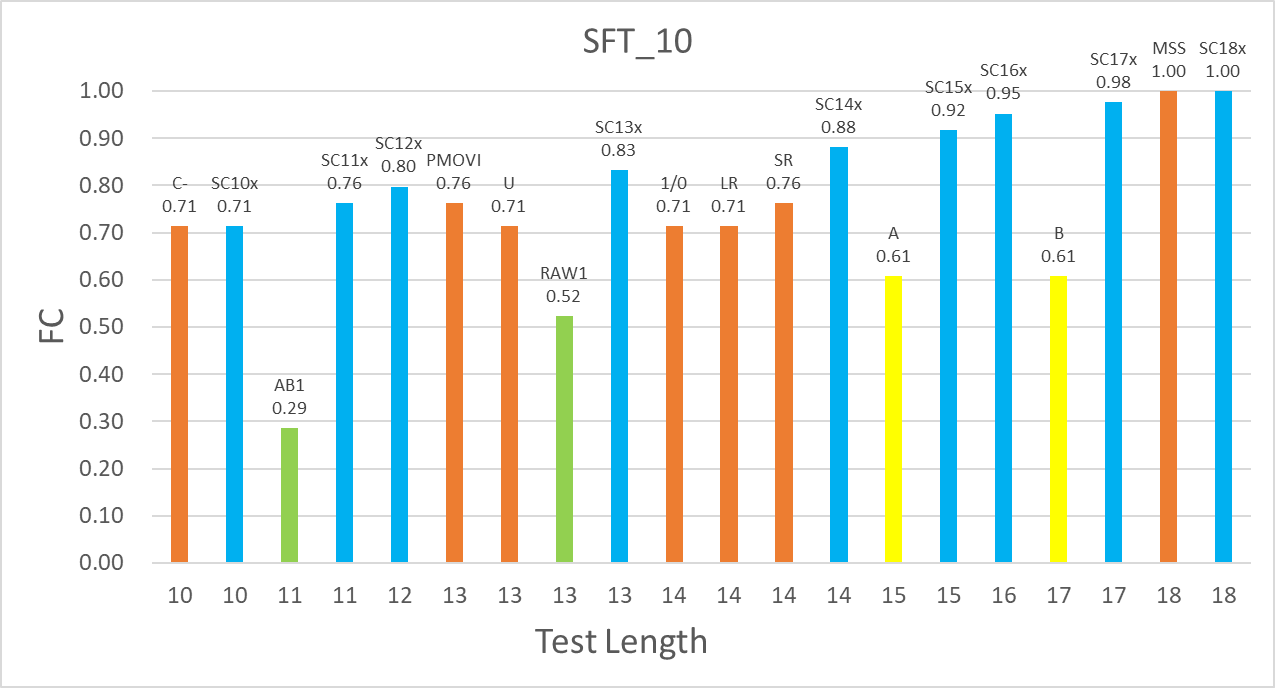 SFT_10
FC
1.00
0.90
0.80
0.70
0.60
0.50
0.40
0.30
0.20
0.10
0.00
C-
0.71
SC10x
0.71
AB1
0.29
SC11x
0.76
SC12x
0.80
PMOVI
0.76
U
0.71
RAW1
0.52
SC13x
0.83
1/0
0.71
LR
0.71
SR
0.76
SC14x
0.88
A
0.61
SC15x
0.92
SC16x
0.95
B
0.61
SC17x
0.98
MSS
1.00
SC18x
1.00
10 10 11 11 12 13 13 13 13 14 14 14 14 15 15 16 17 17 18 18
Test Length